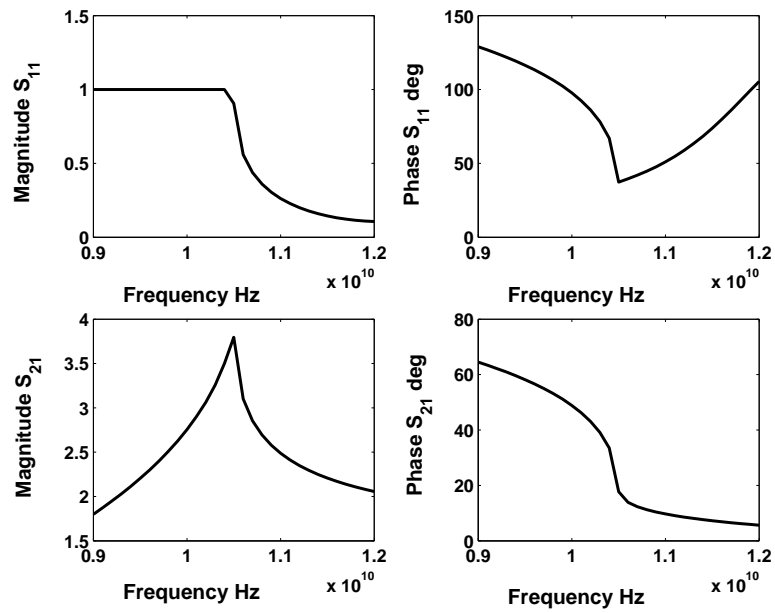 1.5
1
0.5
0
Magnitude S11
0.9 1 1.1 1.2
x 10^10
Frequency Hz
150
100
50
0
Phase S11 deg
0.9 1 1.1 1.2
x 10^10
Frequency Hz
4
3.5
3
2.5
2
1.5
Magnitude S21
0.9 1 1.1 1.2
x 10^10
Frequency Hz
80
60
40
20
0
Phase S21 deg
0.9 1 1.1 1.2
x 10^10
Frequency Hz